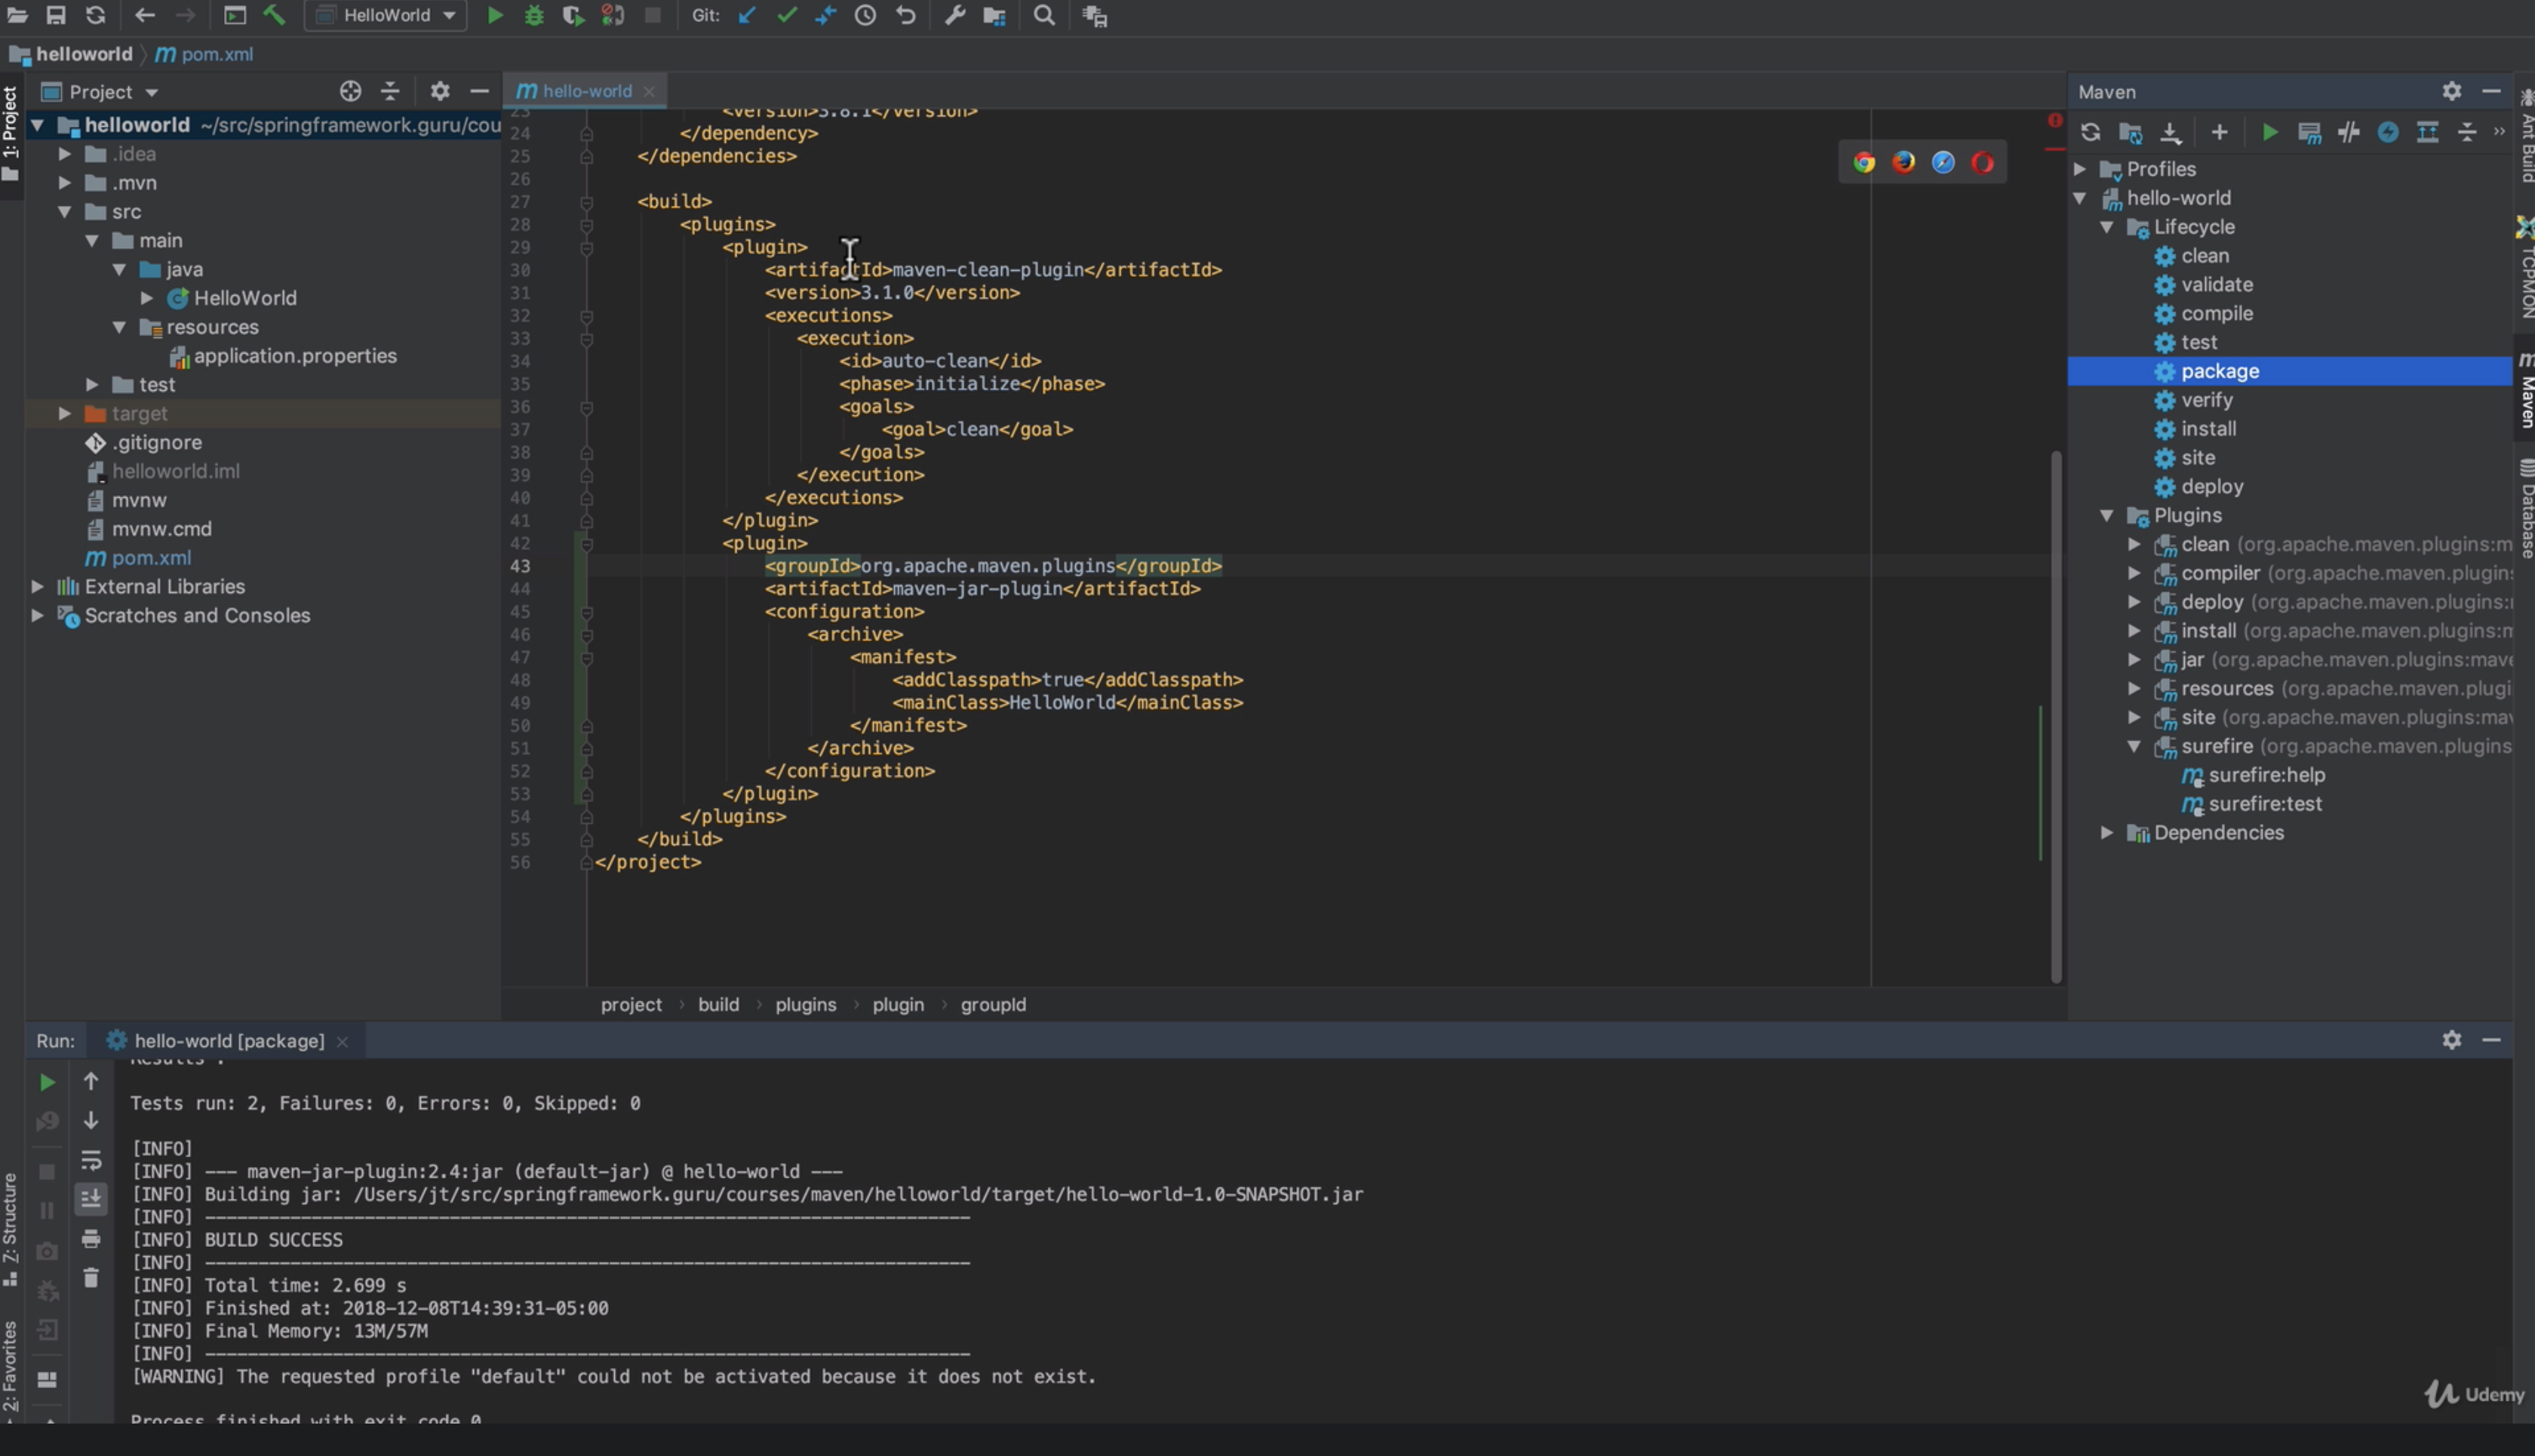 HelloWorld
Git:
helloworld
pom.xml
1: Project
Project
hello-world
Maven
helloworld ~/src/springframework.guru/cou
.idea
.mvn
src
main
java
HelloWorld
resources
application.properties
test
target
.gitignore
helloworld.iml
mvnw
mvnw.cmd
pom.xml
External Libraries
Scratches and Consoles
23 <version>3.8.1</version>
24 </dependency>
25 </dependencies>
26
27 <build>
28 <plugins>
29 <plugin>
30 <artifactId>maven-clean-plugin</artifactId>
31 <version>3.1.0</version>
32 <executions>
33 <execution>
34 <id>auto-clean</id>
35 <phase>initialize</phase>
36 <goals>
37 <goal>clean</goal>
38 </goals>
39 </execution>
40 </executions>
41 </plugin>
42 <plugin>
43 <groupId>org.apache.maven.plugins</groupId>
44 <artifactId>maven-jar-plugin</artifactId>
45 <configuration>
46 <archive>
47 <manifest>
48 <addClasspath>true</addClasspath>
49 <mainClass>HelloWorld</mainClass>
50 </manifest>
51 </archive>
52 </configuration>
53 </plugin>
54 </plugins>
55 </build>
56 </project>
project › build › plugins › plugin › groupId
Profiles
hello-world
Lifecycle
clean
validate
compile
test
package
verify
install
site
deploy
Plugins
clean (org.apache.maven.plugins:m
compiler (org.apache.maven.plugins:
deploy (org.apache.maven.plugins:
install (org.apache.maven.plugins:m
jar (org.apache.maven.plugins:mave
resources (org.apache.maven.plugi
site (org.apache.maven.plugins:mav
surefire (org.apache.maven.plugins
surefire:help
surefire:test
Dependencies
Ant Build
TCPMON
Maven
Database
Run: hello-world [package]
Results :
Tests run: 2, Failures: 0, Errors: 0, Skipped: 0
[INFO]
[INFO] --- maven-jar-plugin:2.4:jar (default-jar) @ hello-world ---
[INFO] Building jar: /Users/jt/src/springframework.guru/courses/maven/helloworld/target/hello-world-1.0-SNAPSHOT.jar
[INFO] ------------------------------------------------------------------------
[INFO] BUILD SUCCESS
[INFO] ------------------------------------------------------------------------
[INFO] Total time: 2.699 s
[INFO] Finished at: 2018-12-08T14:39:31-05:00
[INFO] Final Memory: 13M/57M
[INFO] ------------------------------------------------------------------------
[WARNING] The requested profile "default" could not be activated because it does not exist.
Process finished with exit code 0
Z: Structure
2: Favorites
Udemy